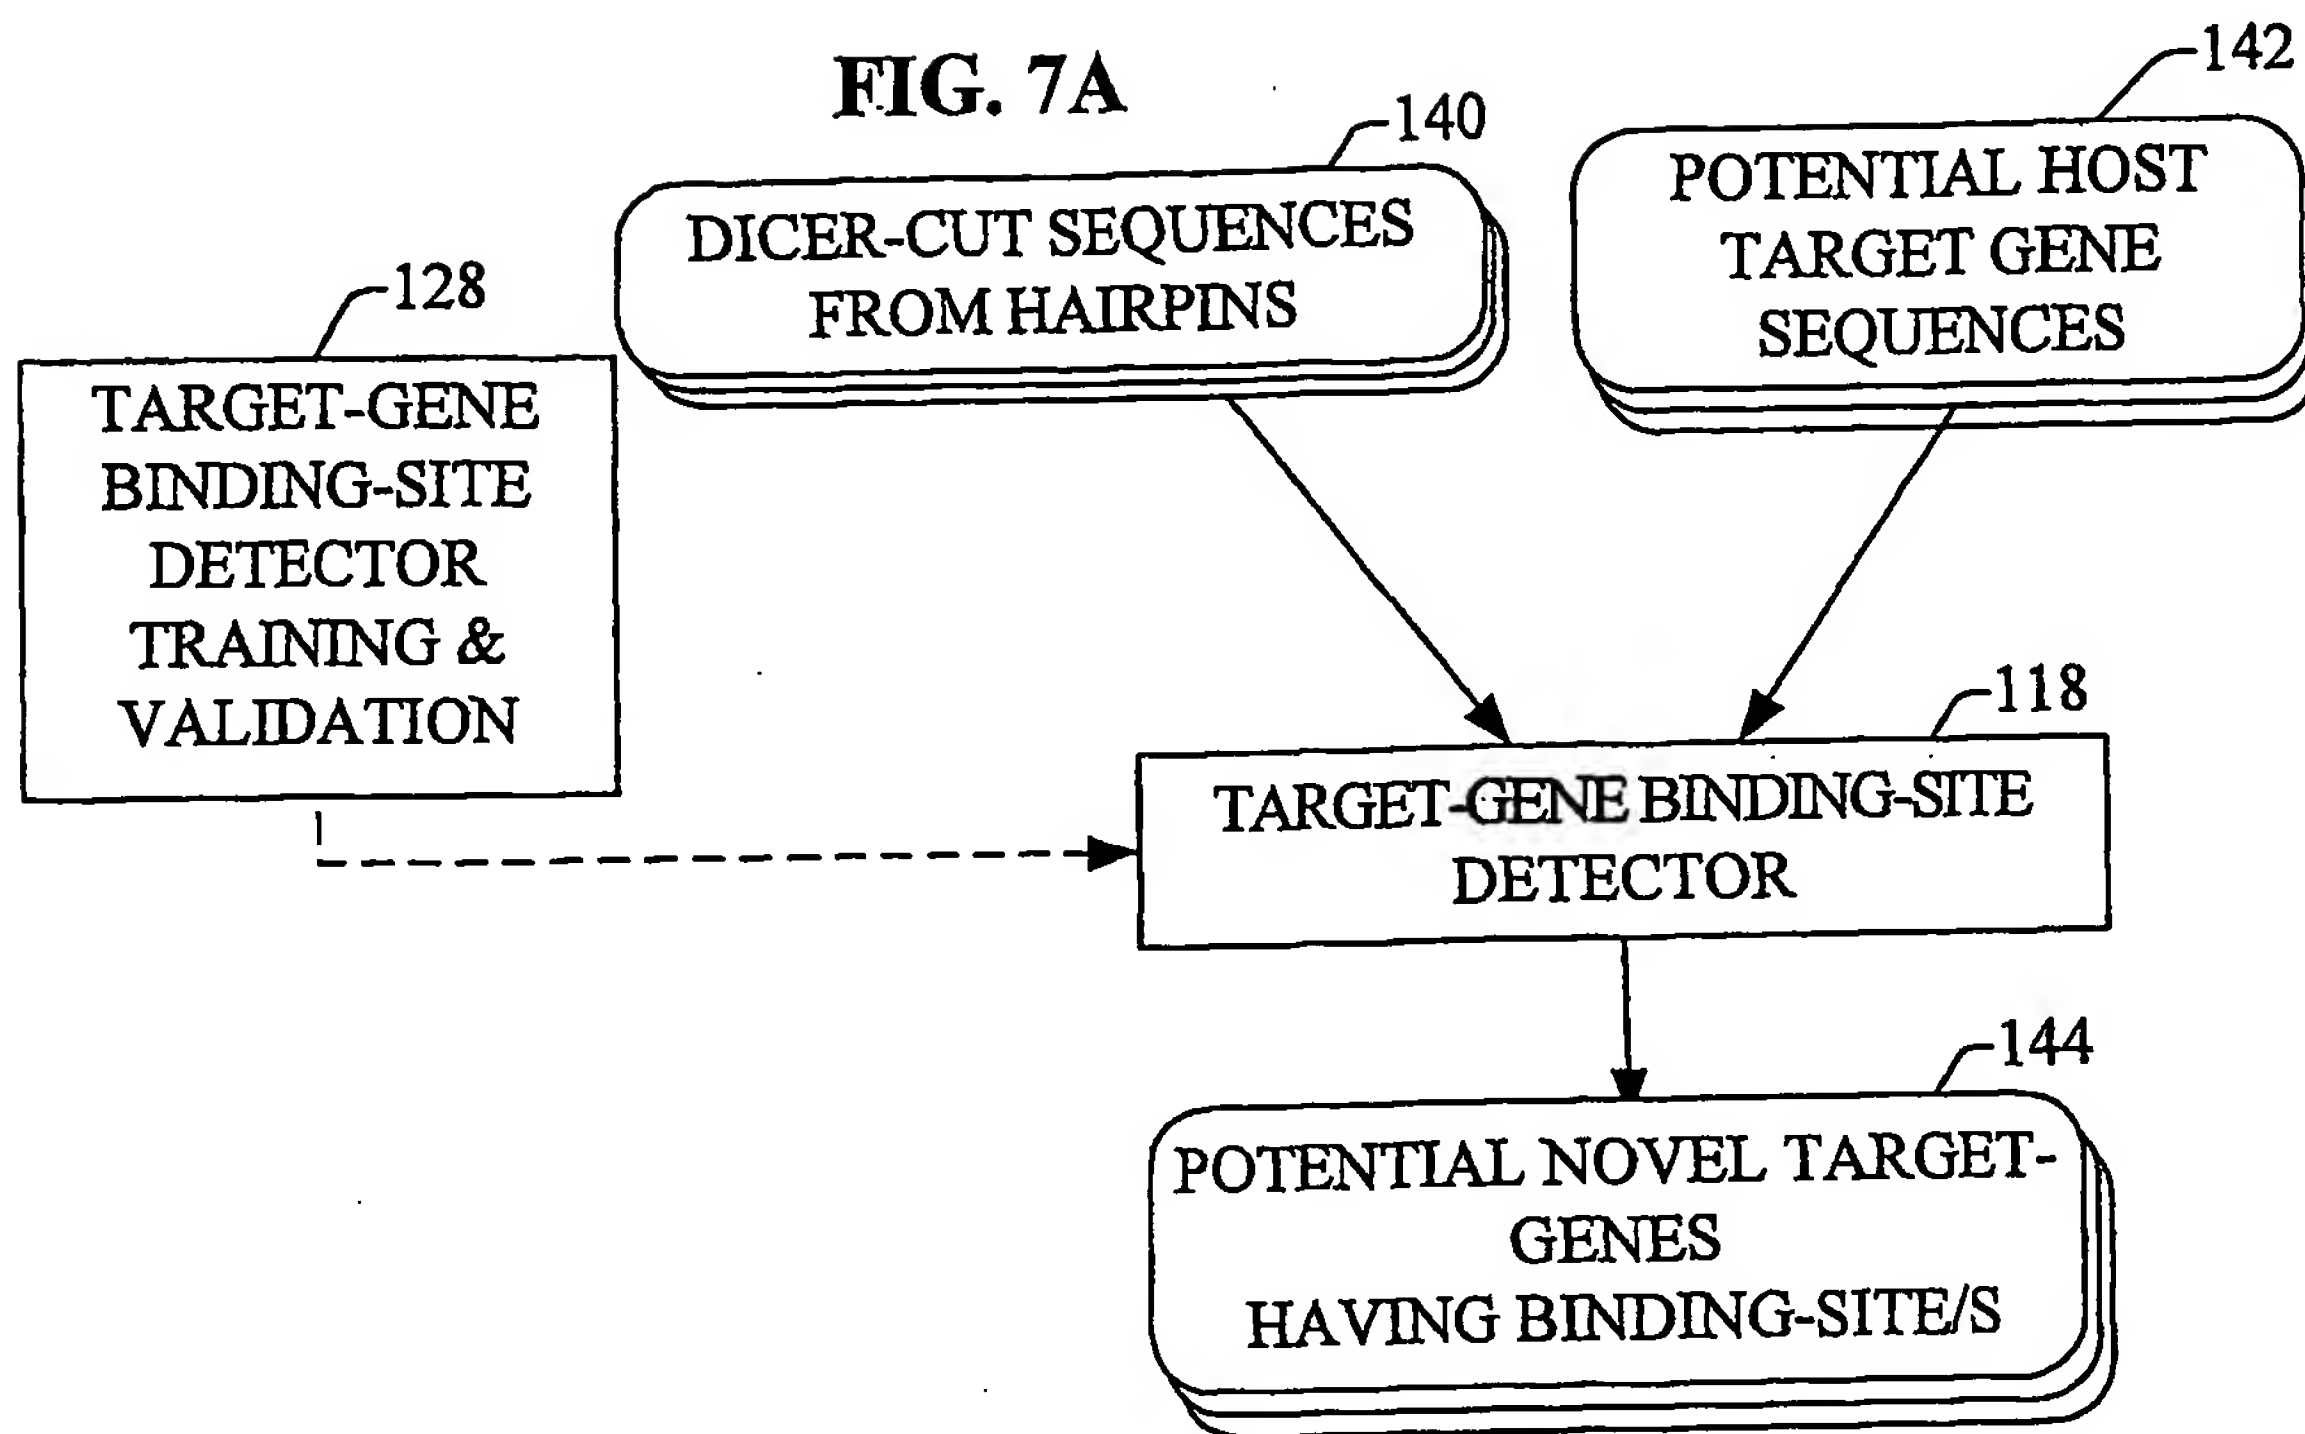 FIG. 7A
142
140
POTENTIAL HOST
TARGET GENE
SEQUENCES
DICER-CUT SEQUENCES
FROM HAIRPINS
128
TARGET-GENE
BINDING-SITE
DETECTOR
TRAINING &
VALIDATION
118
TARGET-GENE BINDING-SITE
DETECTOR
144
POTENTIAL NOVEL TARGET-
GENES
HAVING BINDING-SITE/S